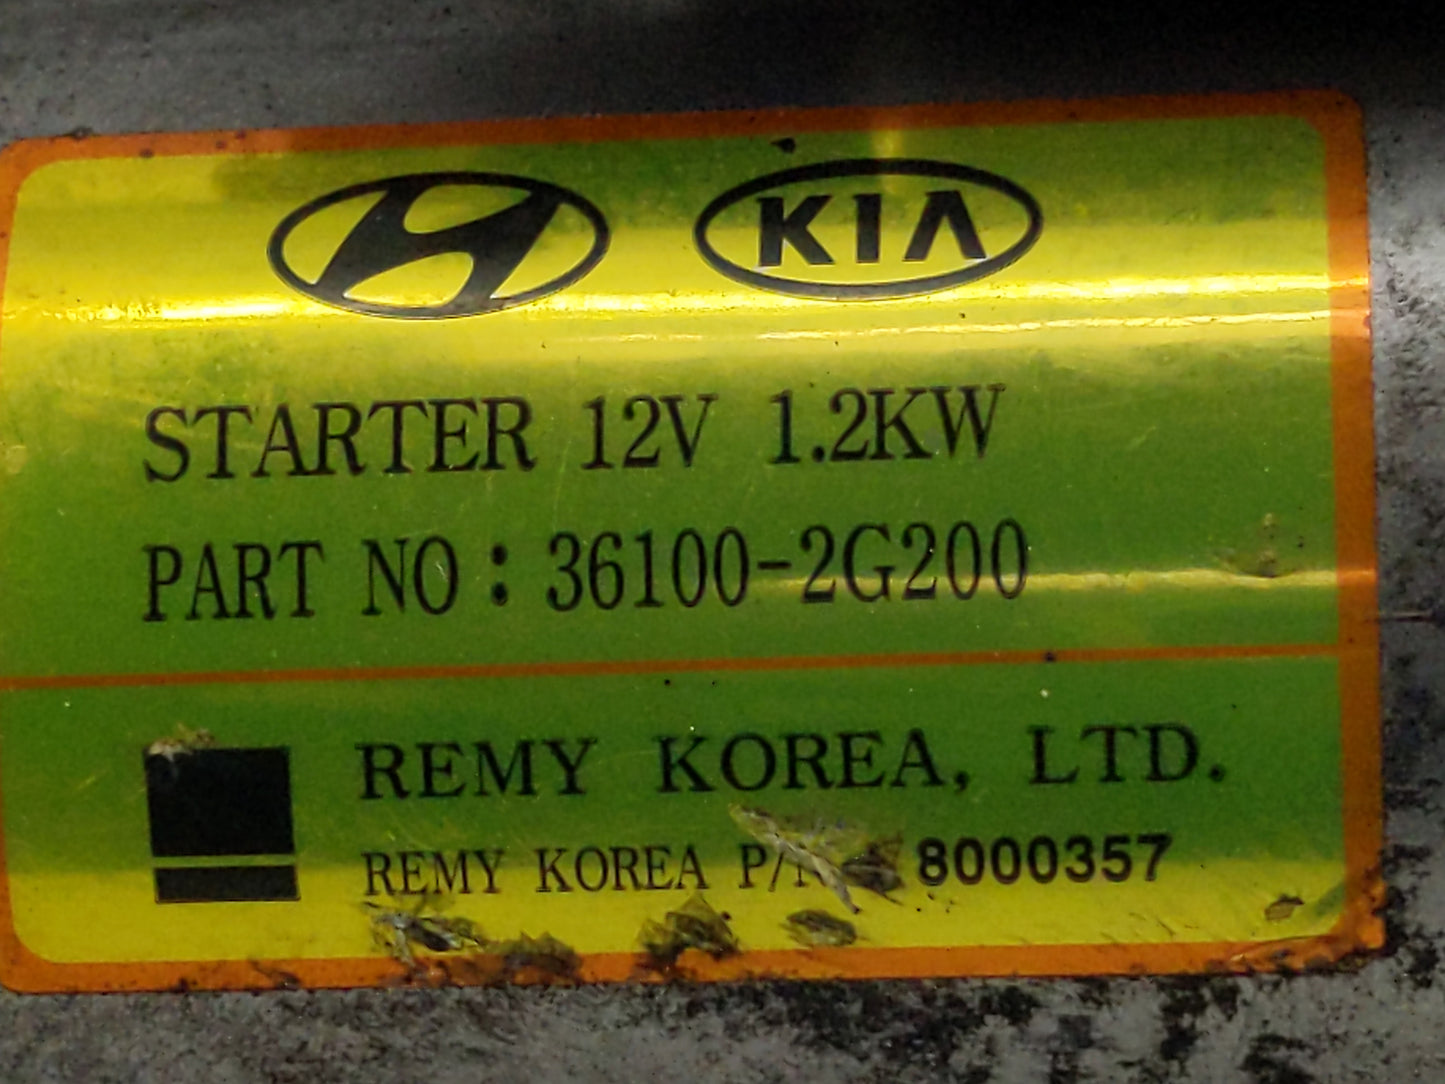 KIA
STARTER 12V 1.2KW
PART NO : 36100-2G200
REMY KOREA, LTD.
REMY KOREA 8000357